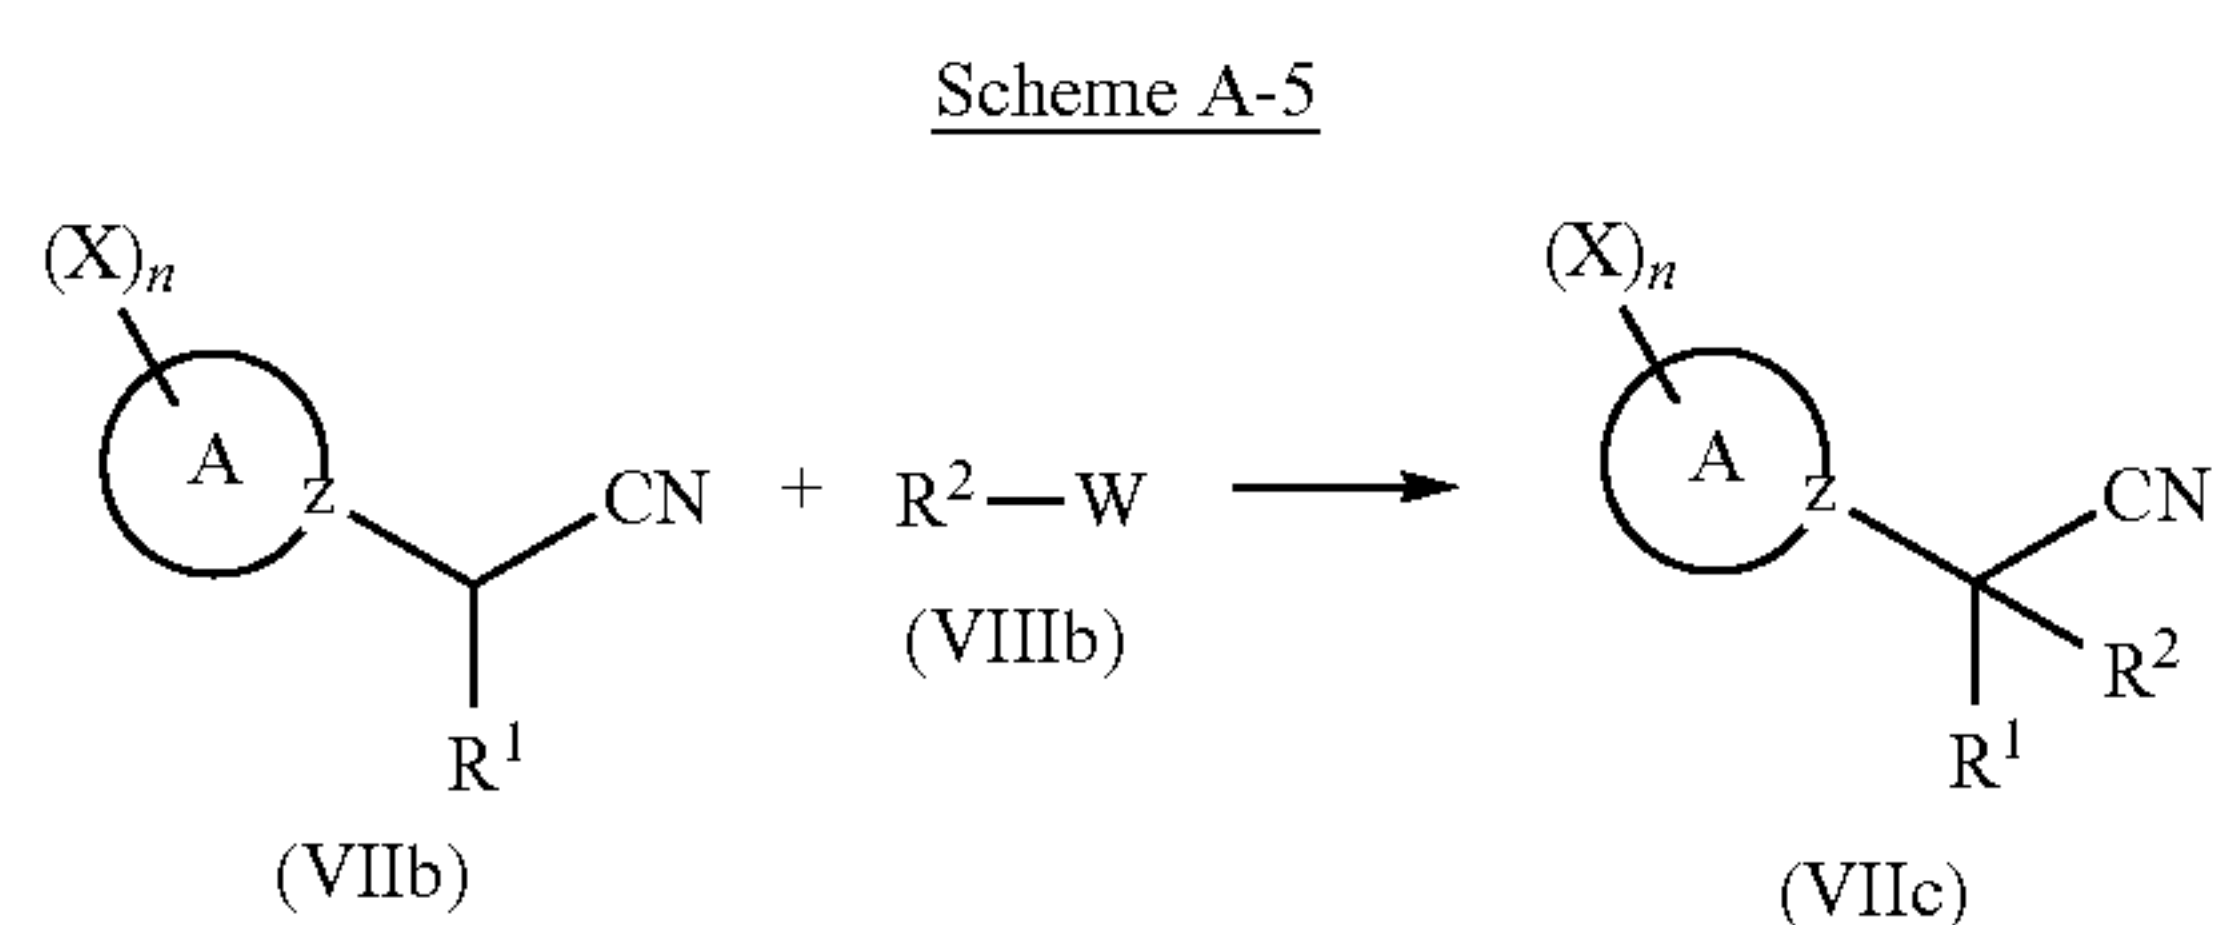 Scheme A-5
(X)n
(X)n
A
Z
CN
+
R2—W
A
Z
CN
(VIIIb)
R2
R1
R1
(VIIb)
(VIIc)